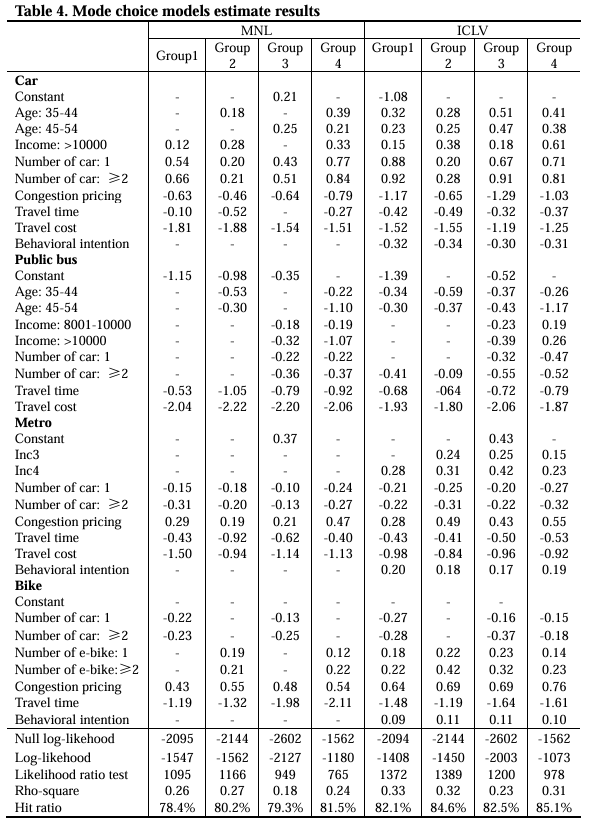 Table 4. Mode choice models estimate results
MNL ICLV
Group1 Group 2 Group 3 Group 4 Group1 Group 2 Group 3 Group 4
Car
Constant - - 0.21 - -1.08 - - -
Age: 35-44 - 0.18 - 0.39 0.32 0.28 0.51 0.41
Age: 45-54 - - 0.25 0.21 0.23 0.25 0.47 0.38
Income: >10000 0.12 0.28 - 0.33 0.15 0.38 0.18 0.61
Number of car: 1 0.54 0.20 0.43 0.77 0.88 0.20 0.67 0.71
Number of car: ≥2 0.66 0.21 0.51 0.84 0.92 0.28 0.91 0.81
Congestion pricing -0.63 -0.46 -0.64 -0.79 -1.17 -0.65 -1.29 -1.03
Travel time -0.10 -0.52 - -0.27 -0.42 -0.49 -0.32 -0.37
Travel cost -1.81 -1.88 -1.54 -1.51 -1.52 -1.55 -1.19 -1.25
Behavioral intention - - - - -0.32 -0.34 -0.30 -0.31
Public bus
Constant -1.15 -0.98 -0.35 - -1.39 - -0.52 -
Age: 35-44 - -0.53 - -0.22 -0.34 -0.59 -0.37 -0.26
Age: 45-54 - -0.30 - -1.10 -0.30 -0.37 -0.43 -1.17
Income: 8001-10000 - - -0.18 -0.19 - - -0.23 0.19
Income: >10000 - - -0.32 -1.07 - - -0.39 0.26
Number of car: 1 - - -0.22 -0.22 - - -0.32 -0.47
Number of car: ≥2 - - -0.36 -0.37 -0.41 -0.09 -0.55 -0.52
Travel time -0.53 -1.05 -0.79 -0.92 -0.68 -064 -0.72 -0.79
Travel cost -2.04 -2.22 -2.20 -2.06 -1.93 -1.80 -2.06 -1.87
Metro
Constant - - 0.37 - - - 0.43 -
Inc3 - - - - - 0.24 0.25 0.15
Inc4 - - - - 0.28 0.31 0.42 0.23
Number of car: 1 -0.15 -0.18 -0.10 -0.24 -0.21 -0.25 -0.20 -0.27
Number of car: ≥2 -0.31 -0.20 -0.13 -0.27 -0.22 -0.31 -0.22 -0.32
Congestion pricing 0.29 0.19 0.21 0.47 0.28 0.49 0.43 0.55
Travel time -0.43 -0.92 -0.62 -0.40 -0.43 -0.41 -0.50 -0.53
Travel cost -1.50 -0.94 -1.14 -1.13 -0.98 -0.84 -0.96 -0.92
Behavioral intention - - - - 0.20 0.18 0.17 0.19
Bike
Constant - - - - - - -
Number of car: 1 -0.22 - -0.13 - -0.27 - -0.16 -0.15
Number of car: ≥2 -0.23 - -0.25 - -0.28 - -0.37 -0.18
Number of e-bike: 1 - 0.19 - 0.12 0.18 0.22 0.23 0.14
Number of e-bike:≥2 - 0.21 - 0.22 0.22 0.42 0.32 0.23
Congestion pricing 0.43 0.55 0.48 0.54 0.64 0.69 0.69 0.76
Travel time -1.19 -1.32 -1.98 -2.11 -1.48 -1.19 -1.64 -1.61
Behavioral intention - - - - 0.09 0.11 0.11 0.10
Null log-likelihood -2095 -2144 -2602 -1562 -2094 -2144 -2602 -1562
Log-likelihood -1547 -1562 -2127 -1180 -1408 -1450 -2003 -1073
Likelihood ratio test 1095 1166 949 765 1372 1389 1200 978
Rho-square 0.26 0.27 0.18 0.24 0.33 0.32 0.23 0.31
Hit ratio 78.4% 80.2% 79.3% 81.5% 82.1% 84.6% 82.5% 85.1%